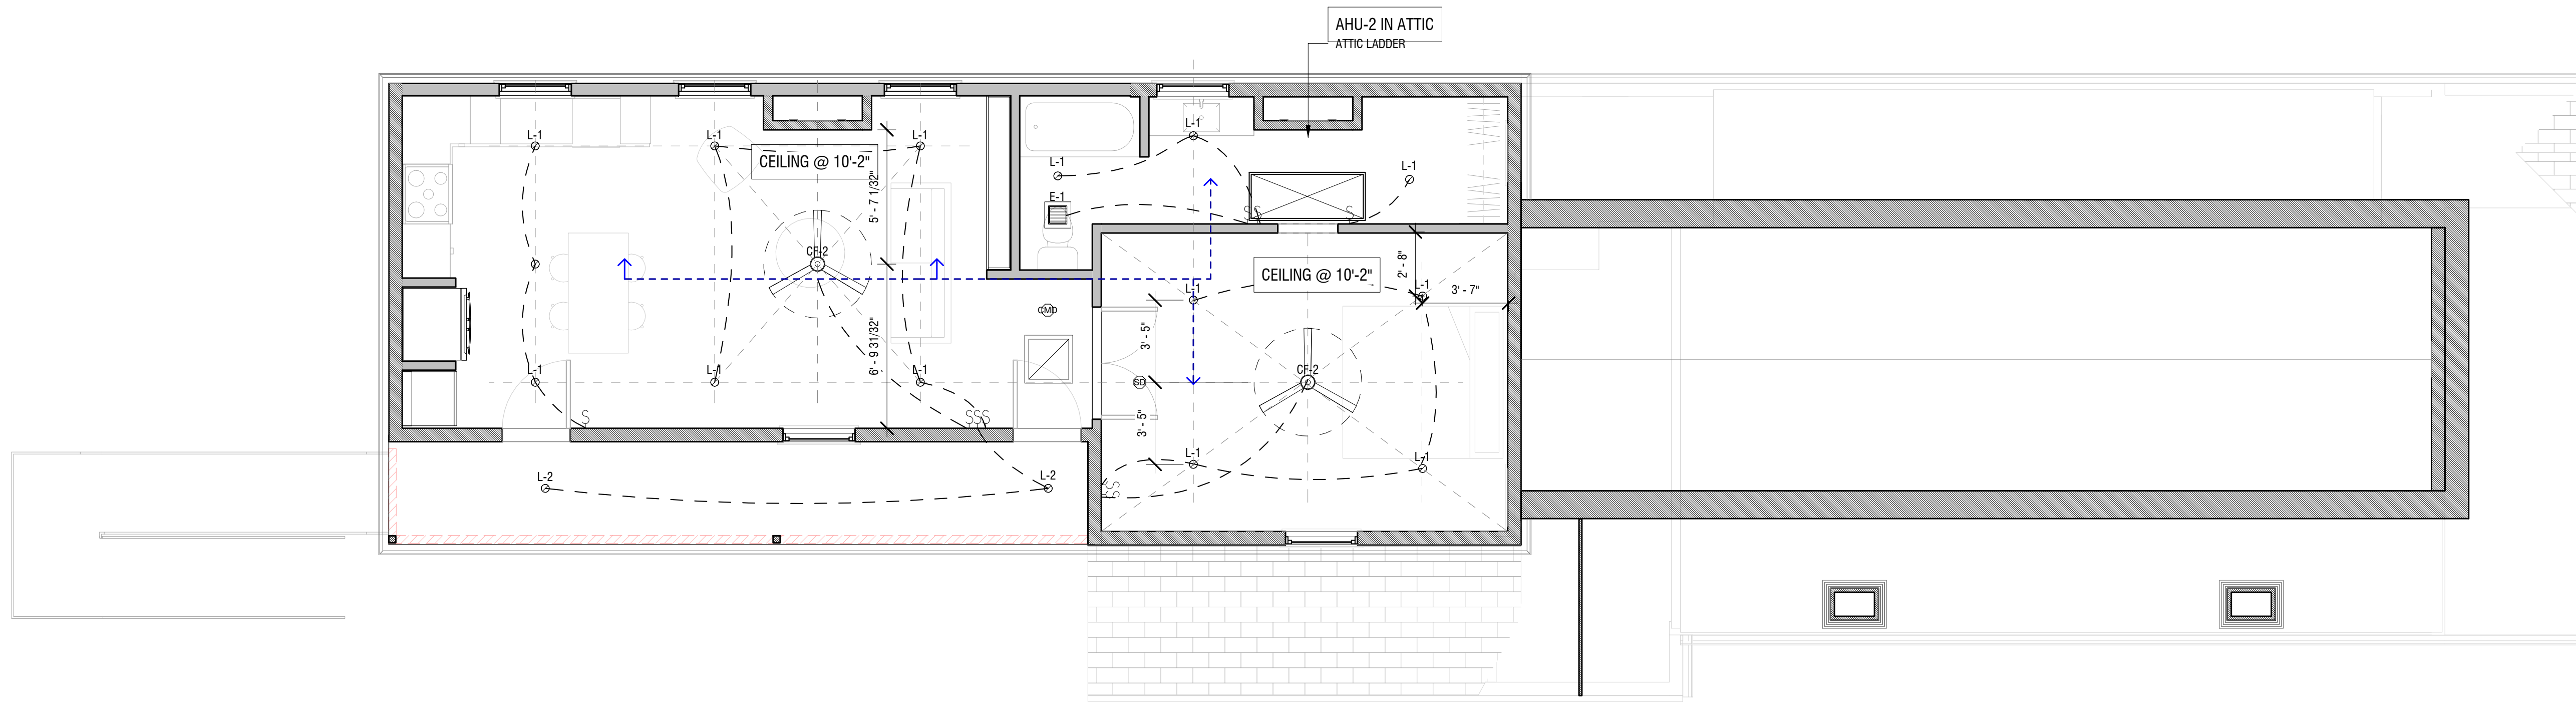 AHU-2 IN ATTIC
ATTIC LADDER
L-1
L-1
L-1
L-1
CEILING @ 10'-2"
5' - 7 1/32"
L-1
L-1
E-1
S
S
S
CF-2
CEILING @ 10'-2"
2' - 8"
L-1
L-1
3' - 7"
CMD
6' - 9 31/32"
3' - 5"
L-1
L-1
L-1
SD
CF-2
S
SSS
3' - 5"
L-1
L-1
L-2
L-2